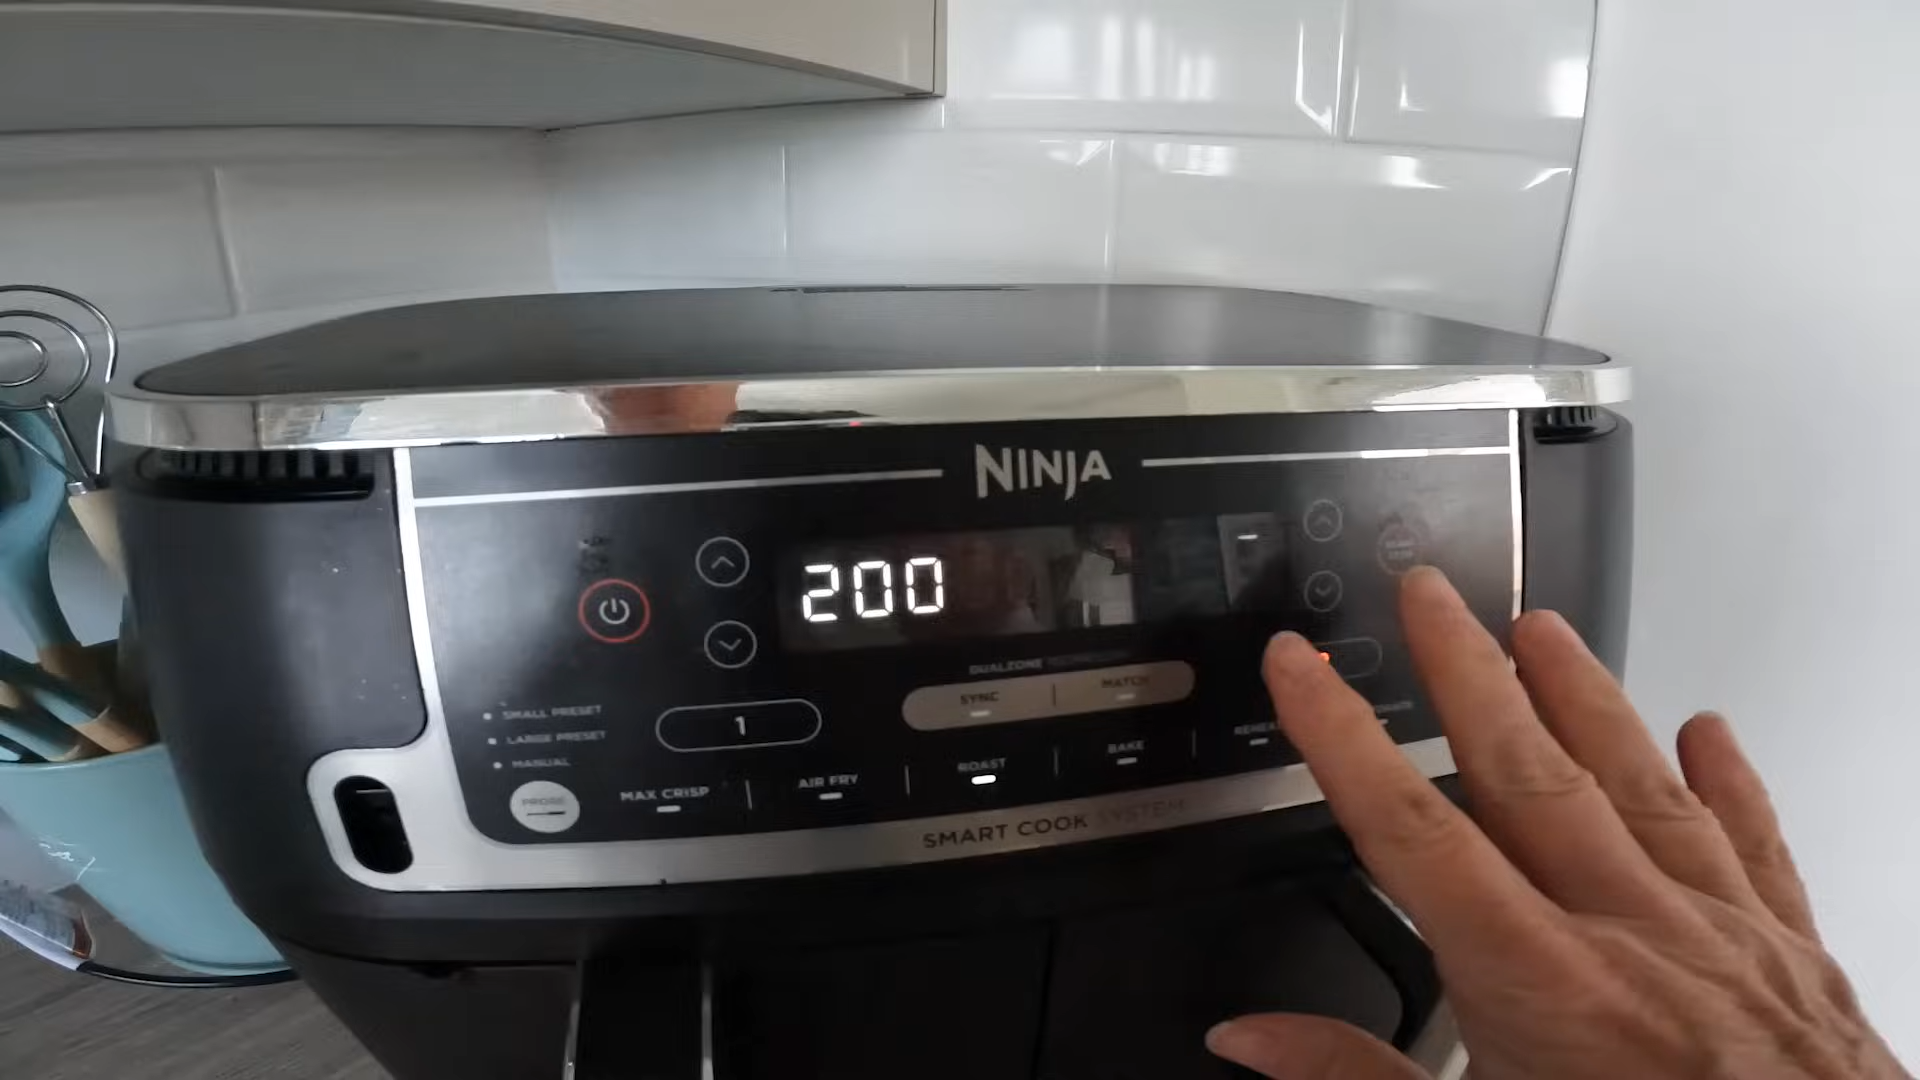 NINJA
200
DUALZONE TECHNOLOGY
SYNC
MATCH
SMALL PRESET
LARGE PRESET
MANUAL
1
PROBE
MAX CRISP
AIR FRY
ROAST
BAKE
SMART COOK SYSTEM